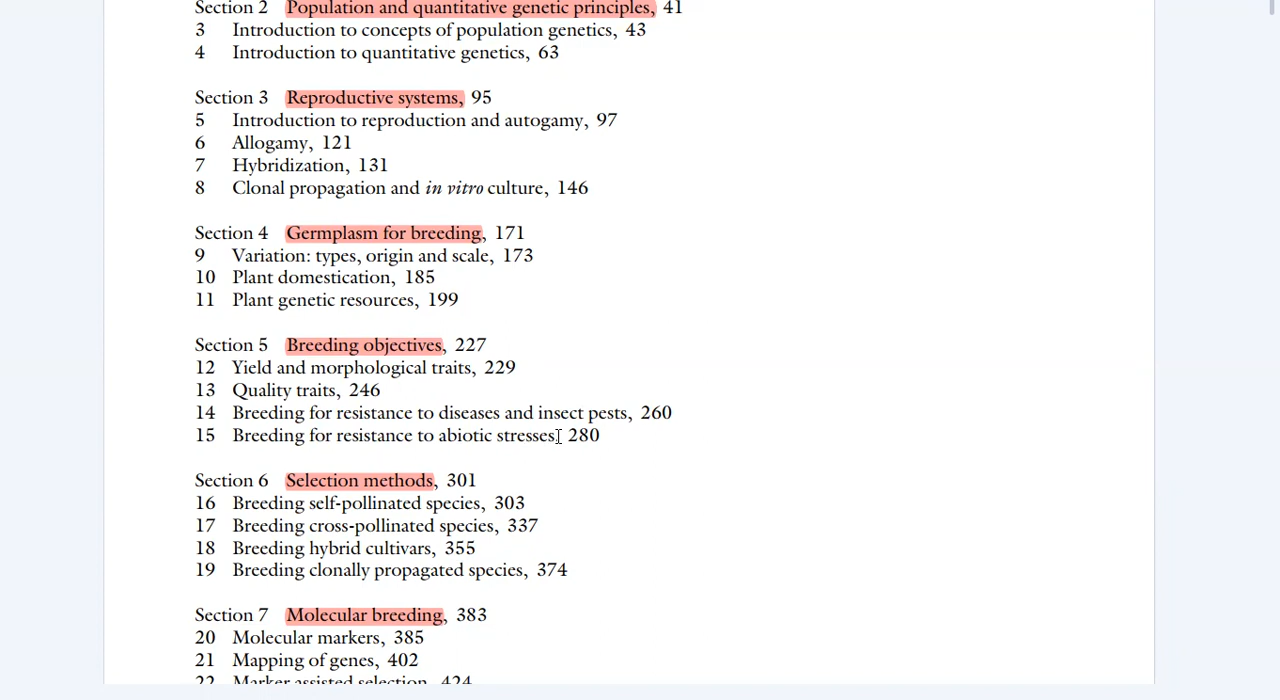 Section 2 Population and quantitative genetic principles, 41
3 Introduction to concepts of population genetics, 43
4 Introduction to quantitative genetics, 63
Section 3 Reproductive systems, 95
5 Introduction to reproduction and autogamy, 97
6 Allogamy, 121
7 Hybridization, 131
8 Clonal propagation and in vitro culture, 146
Section 4 Germplasm for breeding, 171
9 Variation: types, origin and scale, 173
10 Plant domestication, 185
11 Plant genetic resources, 199
Section 5 Breeding objectives, 227
12 Yield and morphological traits, 229
13 Quality traits, 246
14 Breeding for resistance to diseases and insect pests, 260
15 Breeding for resistance to abiotic stresses, 280
Section 6 Selection methods, 301
16 Breeding self-pollinated species, 303
17 Breeding cross-pollinated species, 337
18 Breeding hybrid cultivars, 355
19 Breeding clonally propagated species, 374
Section 7 Molecular breeding, 383
20 Molecular markers, 385
21 Mapping of genes, 402
22 Marker assisted selection, 424